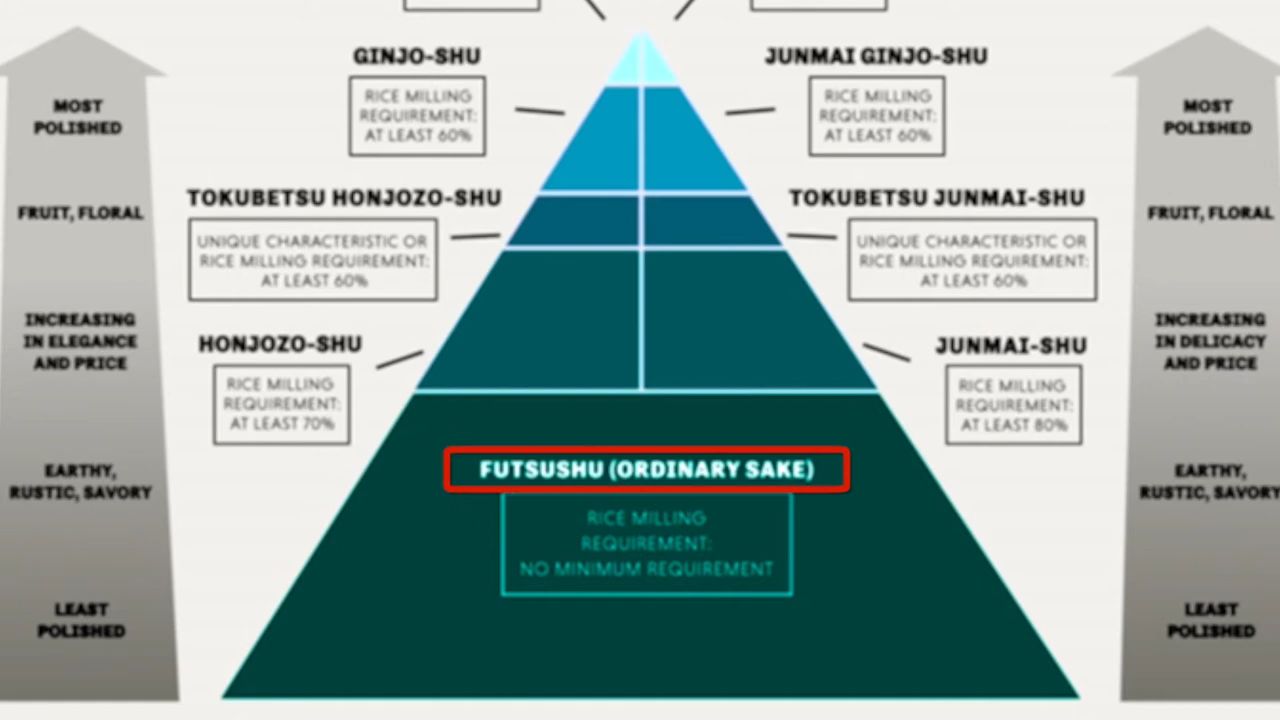 GINJO-SHU
RICE MILLING
REQUIREMENT:
AT LEAST 60%
JUNMAI GINJO-SHU
RICE MILLING
REQUIREMENT:
AT LEAST 60%
TOKUBETSU HONJOZO-SHU
UNIQUE CHARACTERISTIC OR
RICE MILLING REQUIREMENT:
AT LEAST 60%
TOKUBETSU JUNMAI-SHU
UNIQUE CHARACTERISTIC OR
RICE MILLING REQUIREMENT:
AT LEAST 60%
HONJOZO-SHU
RICE MILLING
REQUIREMENT:
AT LEAST 70%
JUNMAI-SHU
RICE MILLING
REQUIREMENT:
AT LEAST 80%
FUTSUSHU (ORDINARY SAKE)
RICE MILLING
REQUIREMENT:
NO MINIMUM REQUIREMENT
MOST
POLISHED
FRUIT, FLORAL
INCREASING
IN ELEGANCE
AND PRICE
EARTHY,
RUSTIC, SAVORY
LEAST
POLISHED
MOST
POLISHED
FRUIT, FLORAL
INCREASING
IN DELICACY
AND PRICE
EARTHY,
RUSTIC, SAVORY
LEAST
POLISHED